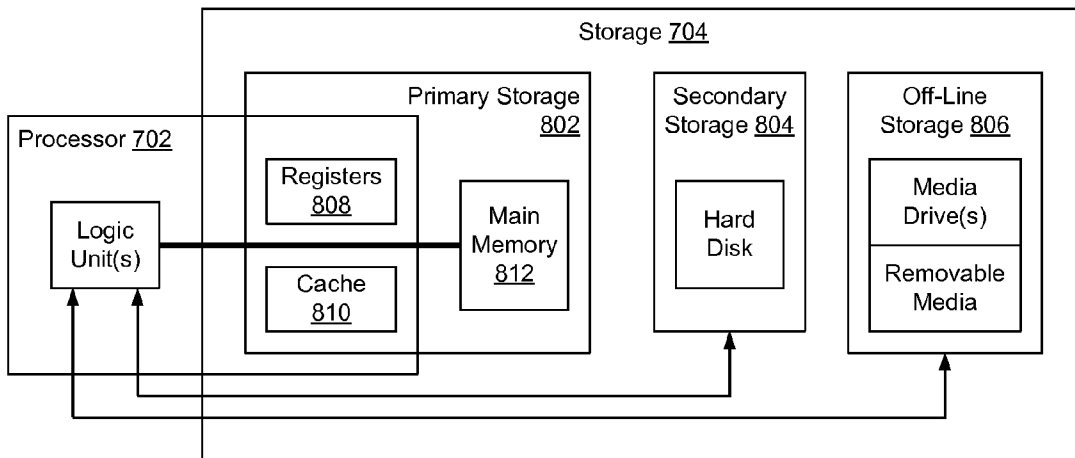 Storage 704
Primary Storage
802
Secondary
Storage 804
Off-Line
Storage 806
Processor 702
Registers
808
Media
Drive(s)
Main
Memory
812
Hard
Disk
Logic
Unit(s)
Cache
810
Removable
Media